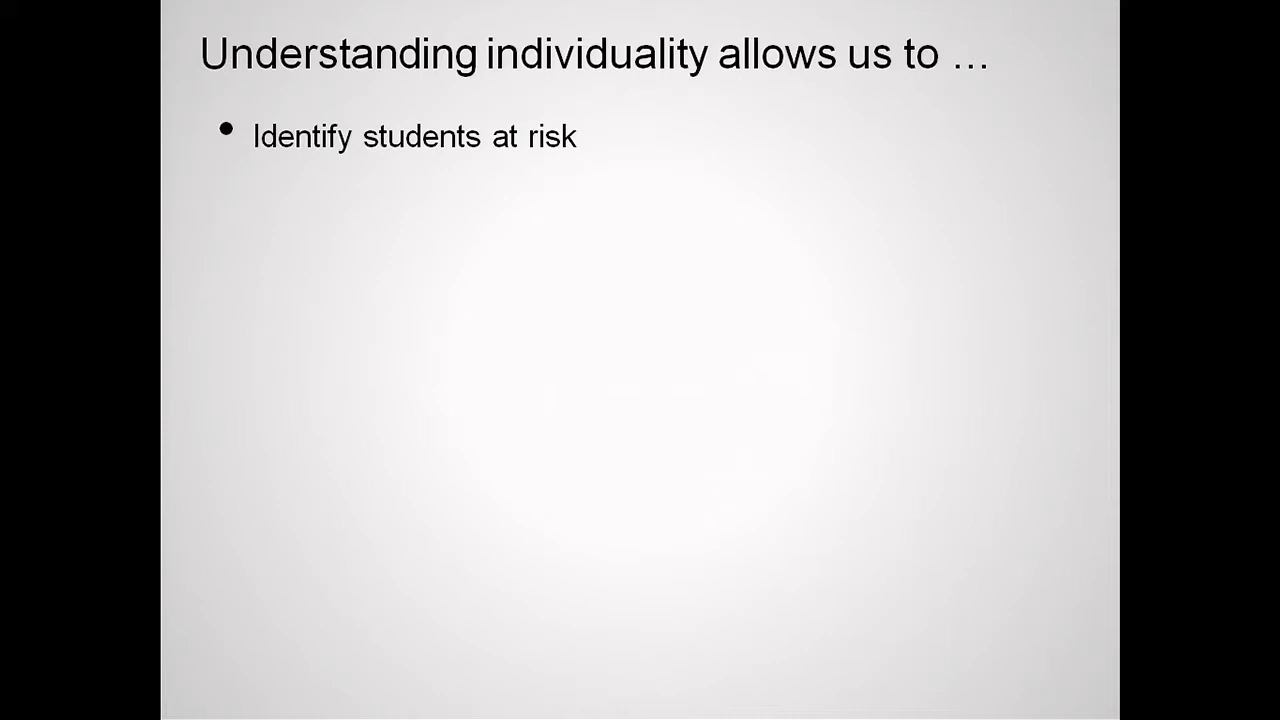 Understanding individuality allows us to ...
• Identify students at risk